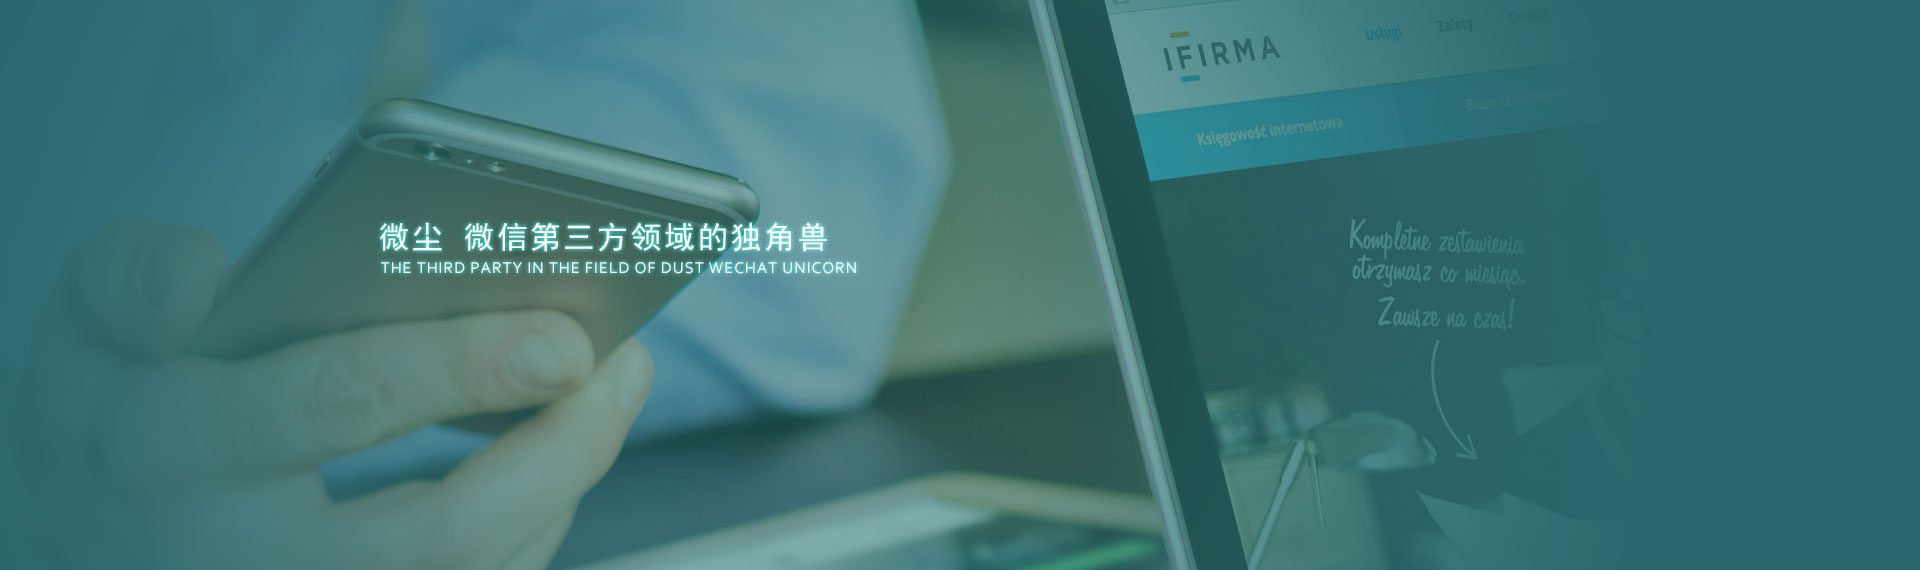 微尘 微信第三方领域的独角兽
THE THIRD PARTY IN THE FIELD OF DUST WECHAT UNICORN
IFIRMA
Usługi Zalety Cennik
Księgowość internetowa Biuro rachunkowe
Kompletne zestawienia
otrzymasz co miesiąc.
Zawsze na czas!